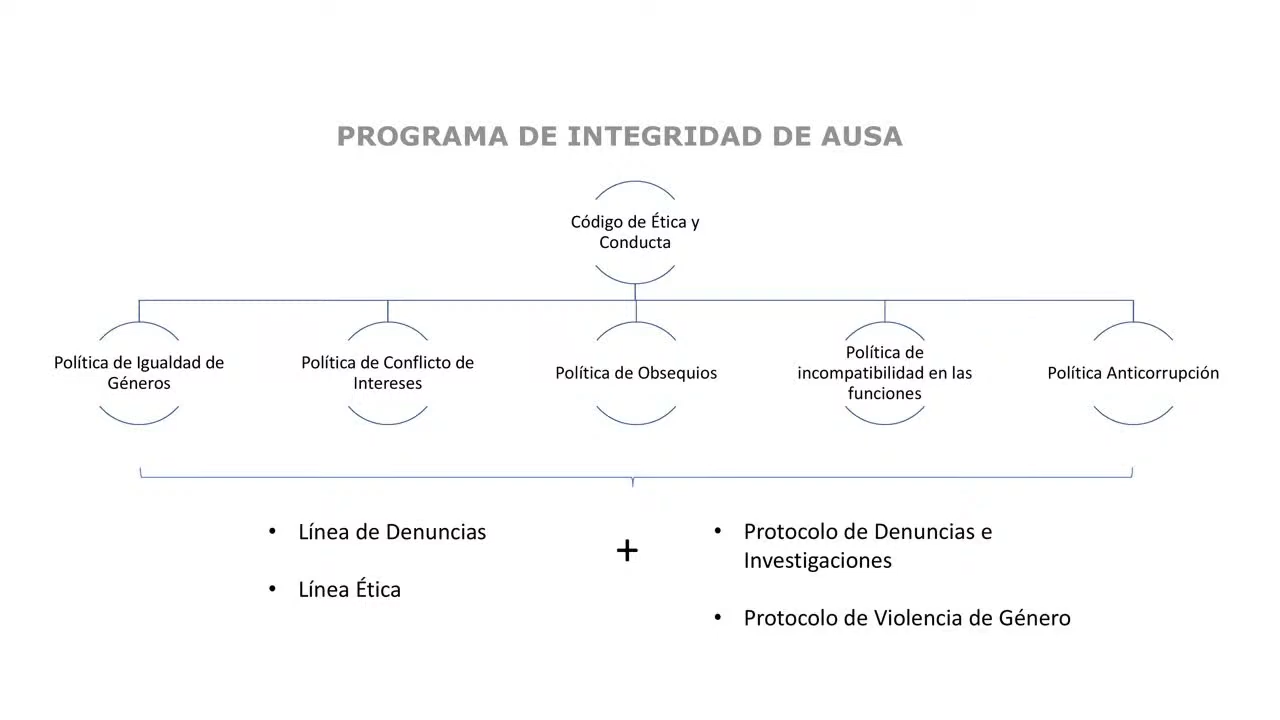 PROGRAMA DE INTEGRIDAD DE AUSA
Código de Ética y
Conducta
Política de Igualdad de
Géneros
Política de Conflicto de
Intereses
Política de Obsequios
Política de
incompatibilidad en las
funciones
Política Anticorrupción
• Línea de Denuncias
• Línea Ética
+
• Protocolo de Denuncias e
Investigaciones
• Protocolo de Violencia de Género